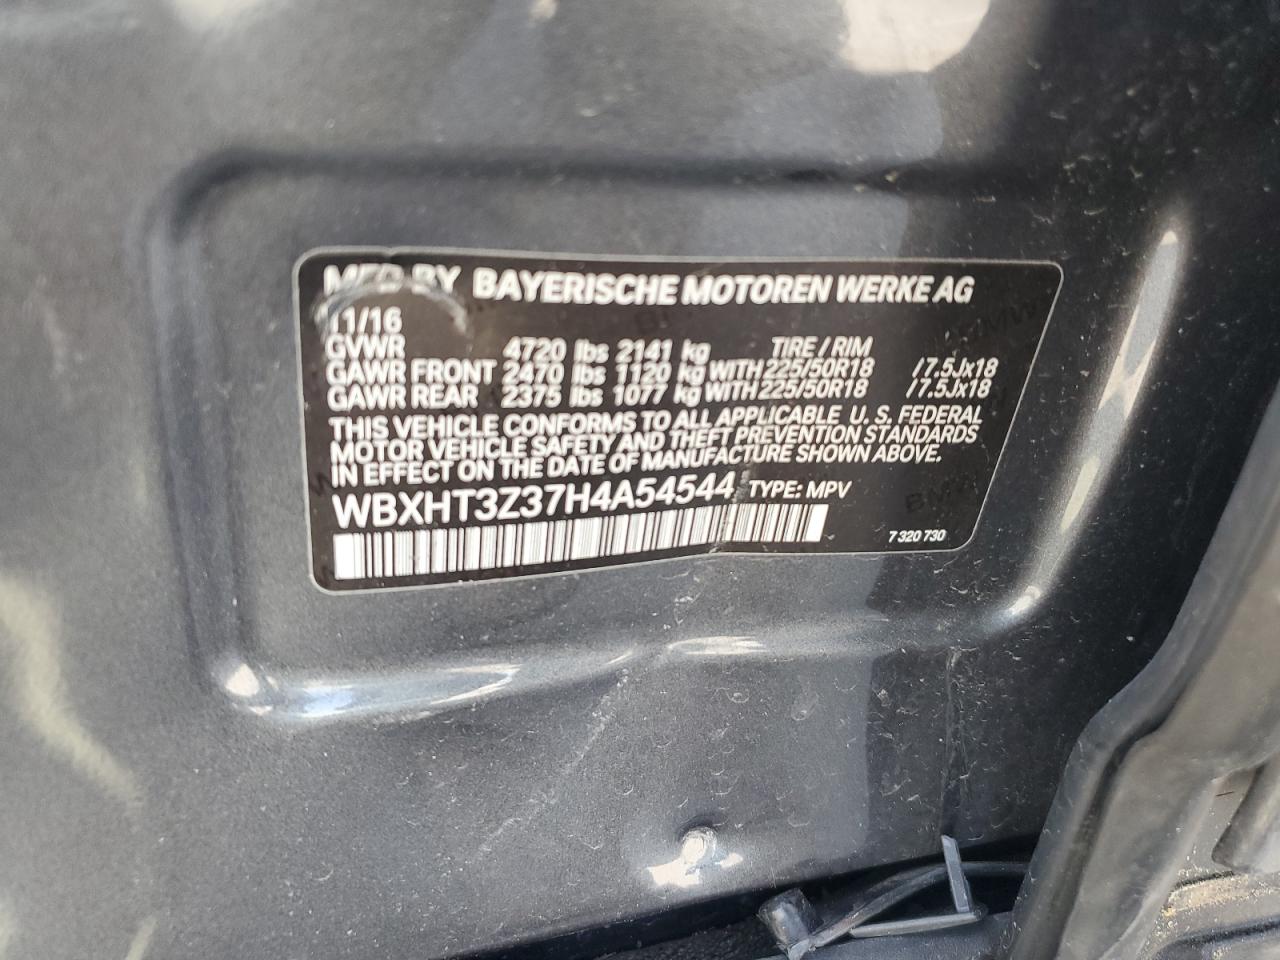 MFD BY BAYERISCHE MOTOREN WERKE AG
11/16
GVWR 4720 lbs 2141 kg TIRE / RIM
GAWR FRONT 2470 lbs 1120 kg WITH 225/50R18 /7.5Jx18
GAWR REAR 2375 lbs 1077 kg WITH 225/50R18 /7.5Jx18
THIS VEHICLE CONFORMS TO ALL APPLICABLE U. S. FEDERAL
MOTOR VEHICLE SAFETY AND THEFT PREVENTION STANDARDS
IN EFFECT ON THE DATE OF MANUFACTURE SHOWN ABOVE.
WBXHT3Z37H4A54544 TYPE: MPV
7 320 730